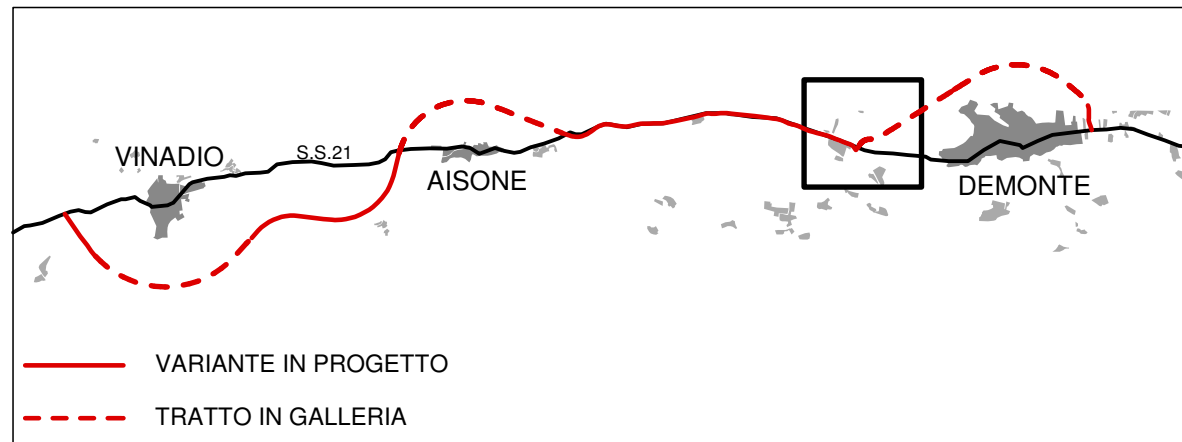 VINADIO
S.S.21
AISONE
DEMONTE
VARIANTE IN PROGETTO
TRATTO IN GALLERIA